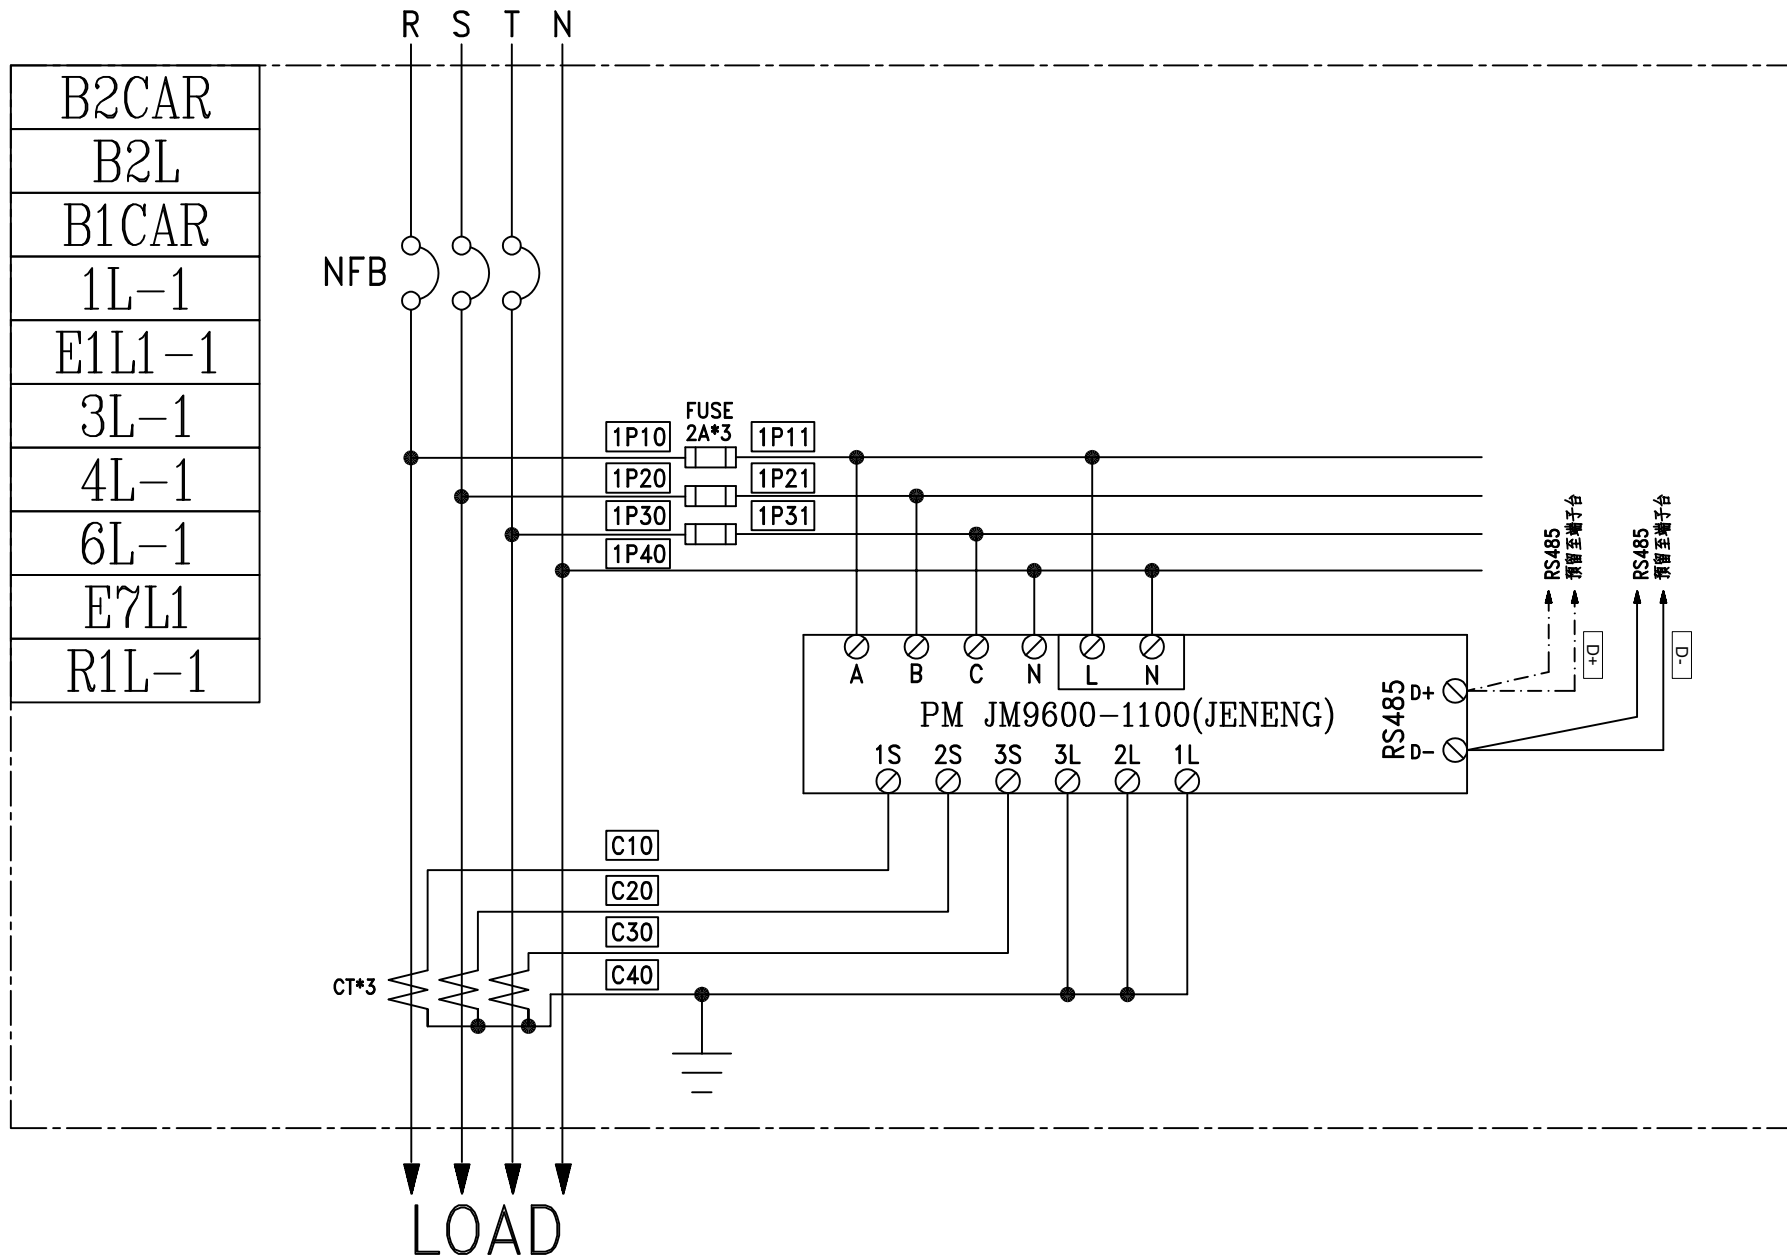 R S T N
B2CAR
B2L
B1CAR
1L-1
E1L1-1
3L-1
4L-1
6L-1
E7L1
R1L-1
NFB
FUSE
2A*3
1P10
1P11
1P20
1P21
1P30
1P31
1P40
RS485
預留至端子台
RS485
預留至端子台
D+
D-
A B C N L N
PM JM9600-1100(JENENG)
RS485
D+
D-
1S 2S 3S 3L 2L 1L
C10
C20
C30
C40
CT*3
LOAD